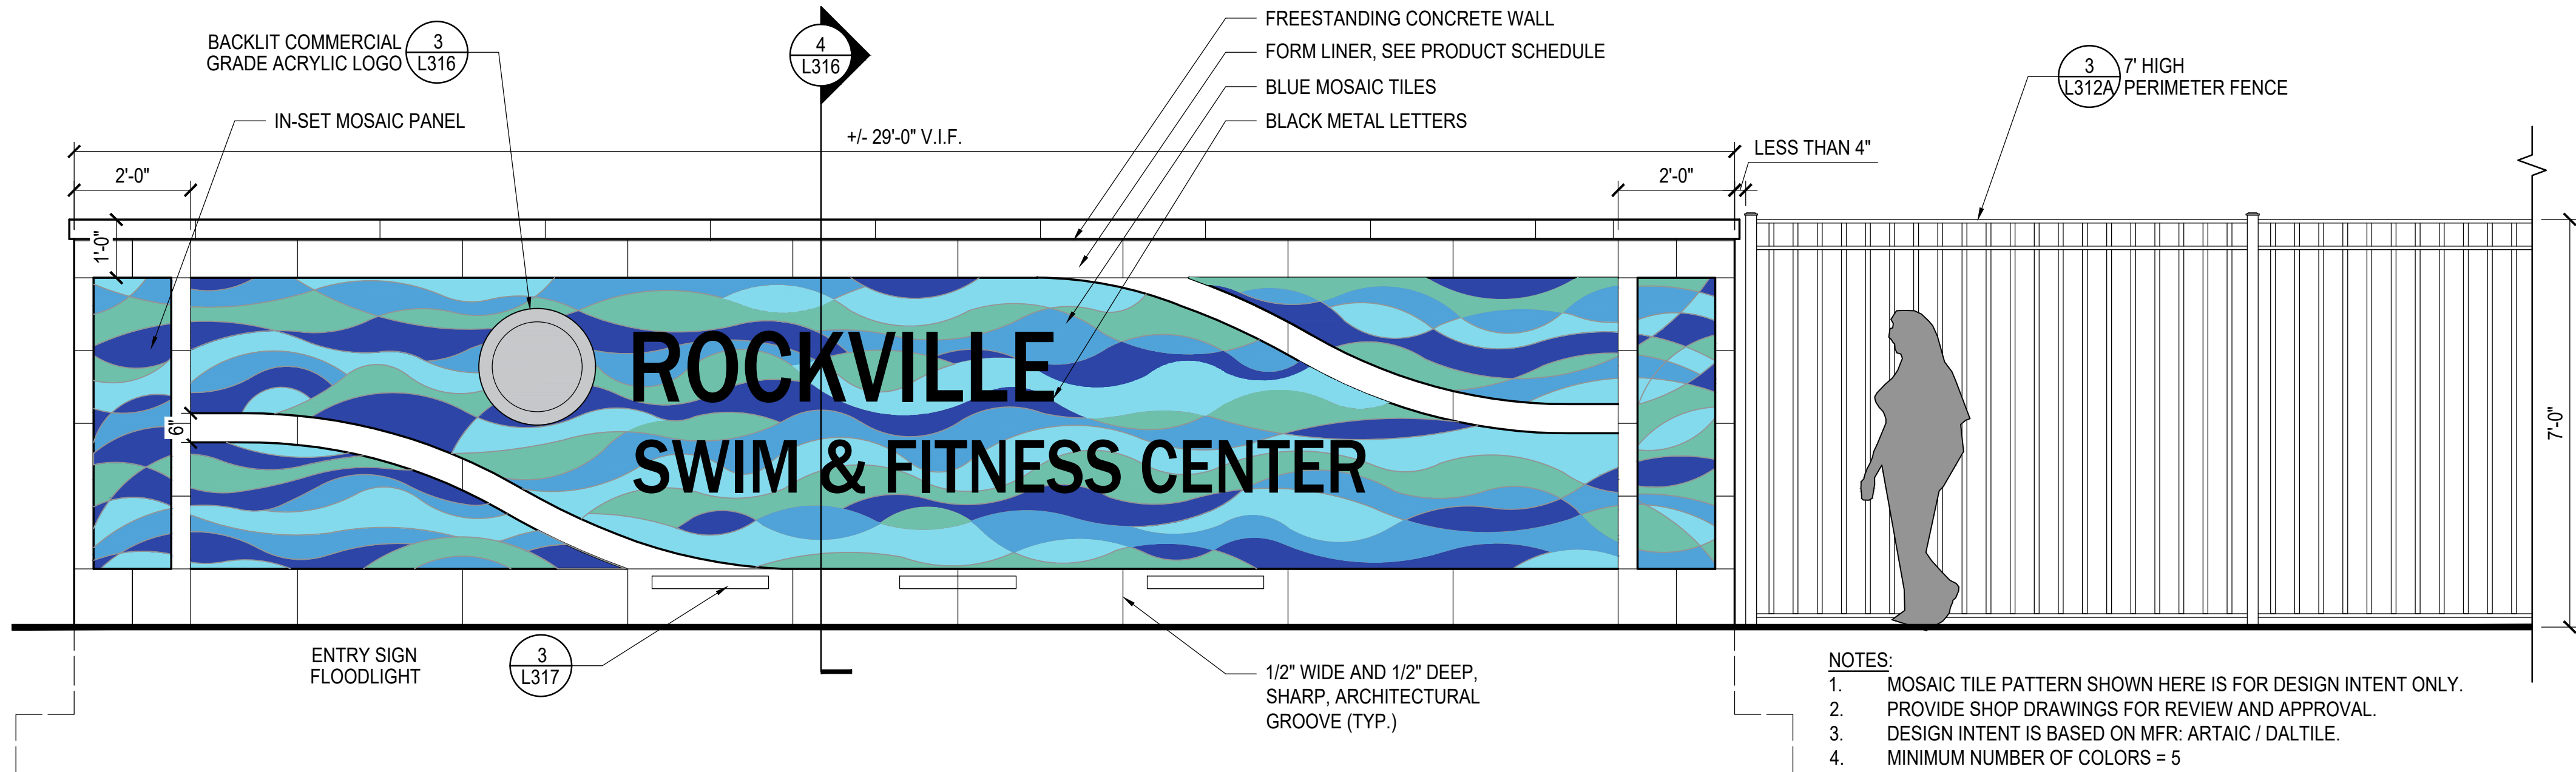 BACKLIT COMMERCIAL
GRADE ACRYLIC LOGO
3
L316
IN-SET MOSAIC PANEL
4
L316
FREESTANDING CONCRETE WALL
FORM LINER, SEE PRODUCT SCHEDULE
BLUE MOSAIC TILES
BLACK METAL LETTERS
3
L312A
7' HIGH
PERIMETER FENCE
+/- 29'-0" V.I.F.
LESS THAN 4"
2'-0"
2'-0"
1'-0"
6"
7'-0"
ROCKVILLE
SWIM & FITNESS CENTER
ENTRY SIGN
FLOODLIGHT
3
L317
1/2" WIDE AND 1/2" DEEP,
SHARP, ARCHITECTURAL
GROOVE (TYP.)
NOTES:
1. MOSAIC TILE PATTERN SHOWN HERE IS FOR DESIGN INTENT ONLY.
2. PROVIDE SHOP DRAWINGS FOR REVIEW AND APPROVAL.
3. DESIGN INTENT IS BASED ON MFR: ARTAIC / DALTILE.
4. MINIMUM NUMBER OF COLORS = 5